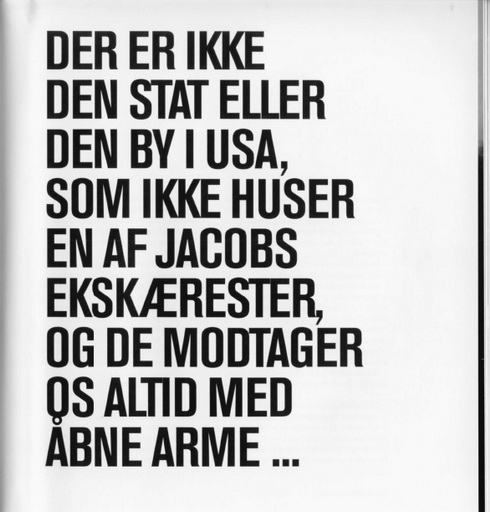 DER ER IKKE
DEN STAT ELLER
DEN BY I USA,
SOM IKKE HUSER
EN AF JACOBS
EKSKÆRESTER,
OG DE MODTAGER
OS ALTID MED
ÅBNE ARME ...